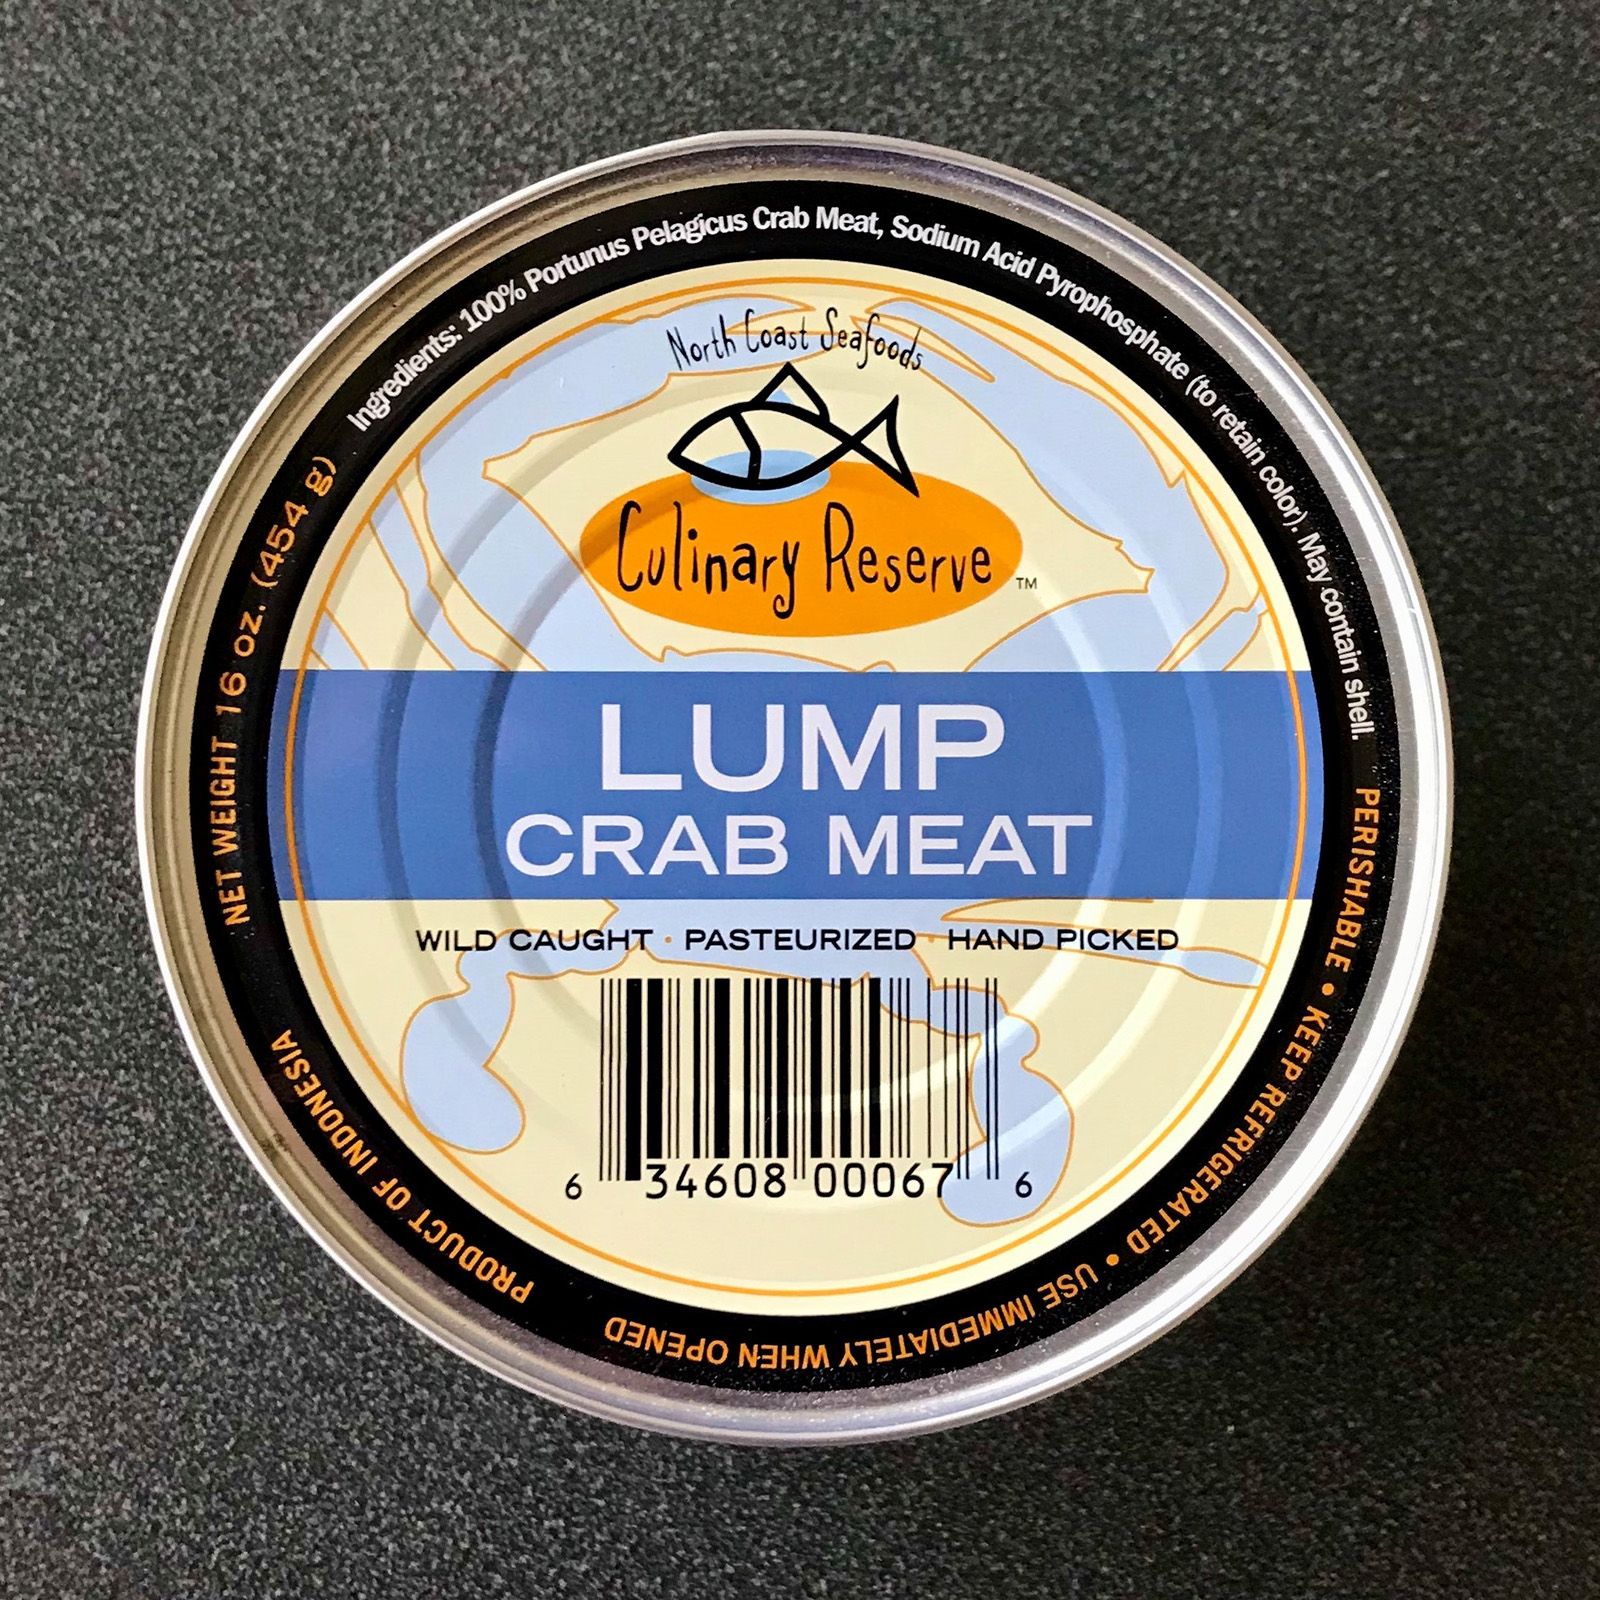 Ingredients: 100% Portunus Pelagicus Crab Meat, Sodium Acid Pyrophosphate (to retain color). May contain shell.
North Coast Seafoods
Culinary Reserve ™
LUMP
CRAB MEAT
WILD CAUGHT · PASTEURIZED · HAND PICKED
6 34608 00067 6
NET WEIGHT 16 oz. (454 g)
PERISHABLE • KEEP REFRIGERATED • USE IMMEDIATELY WHEN OPENED
PRODUCT OF INDONESIA